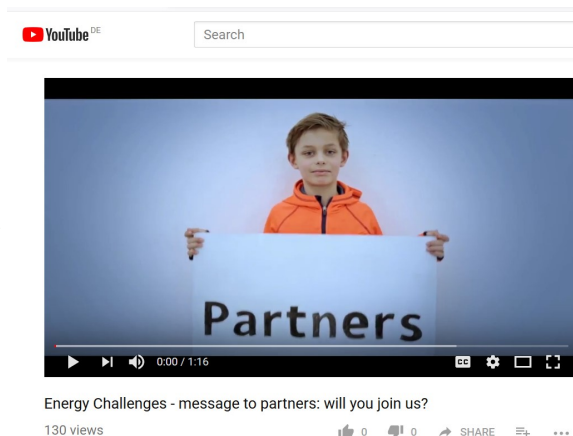 YouTube DE
Search
Partners
0:00 / 1:16
CC
Energy Challenges - message to partners: will you join us?
130 views
0
0
SHARE